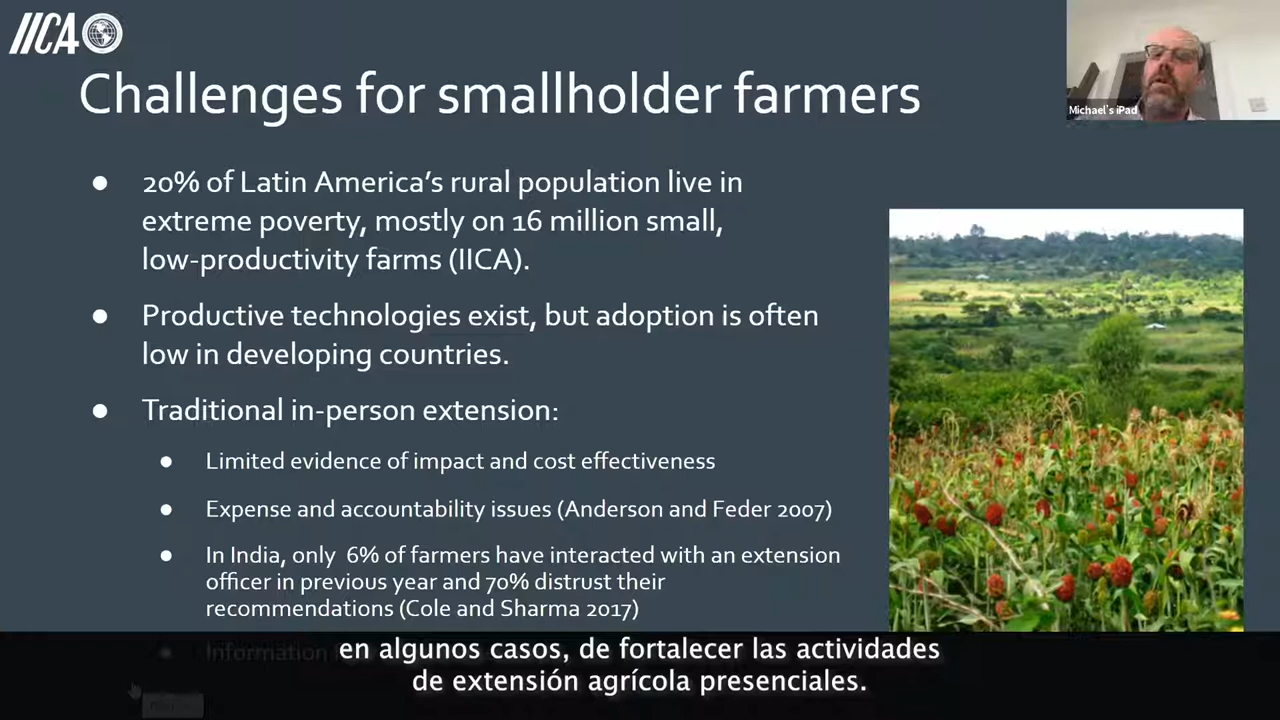 IICA
Michael's iPad
Challenges for smallholder farmers
● 20% of Latin America's rural population live in
extreme poverty, mostly on 16 million small,
low-productivity farms (IICA).
● Productive technologies exist, but adoption is often
low in developing countries.
● Traditional in-person extension:
● Limited evidence of impact and cost effectiveness
● Expense and accountability issues (Anderson and Feder 2007)
● In India, only 6% of farmers have interacted with an extension
officer in previous year and 70% distrust their
recommendations (Cole and Sharma 2017)
● Information
en algunos casos, de fortalecer las actividades
de extensión agrícola presenciales.